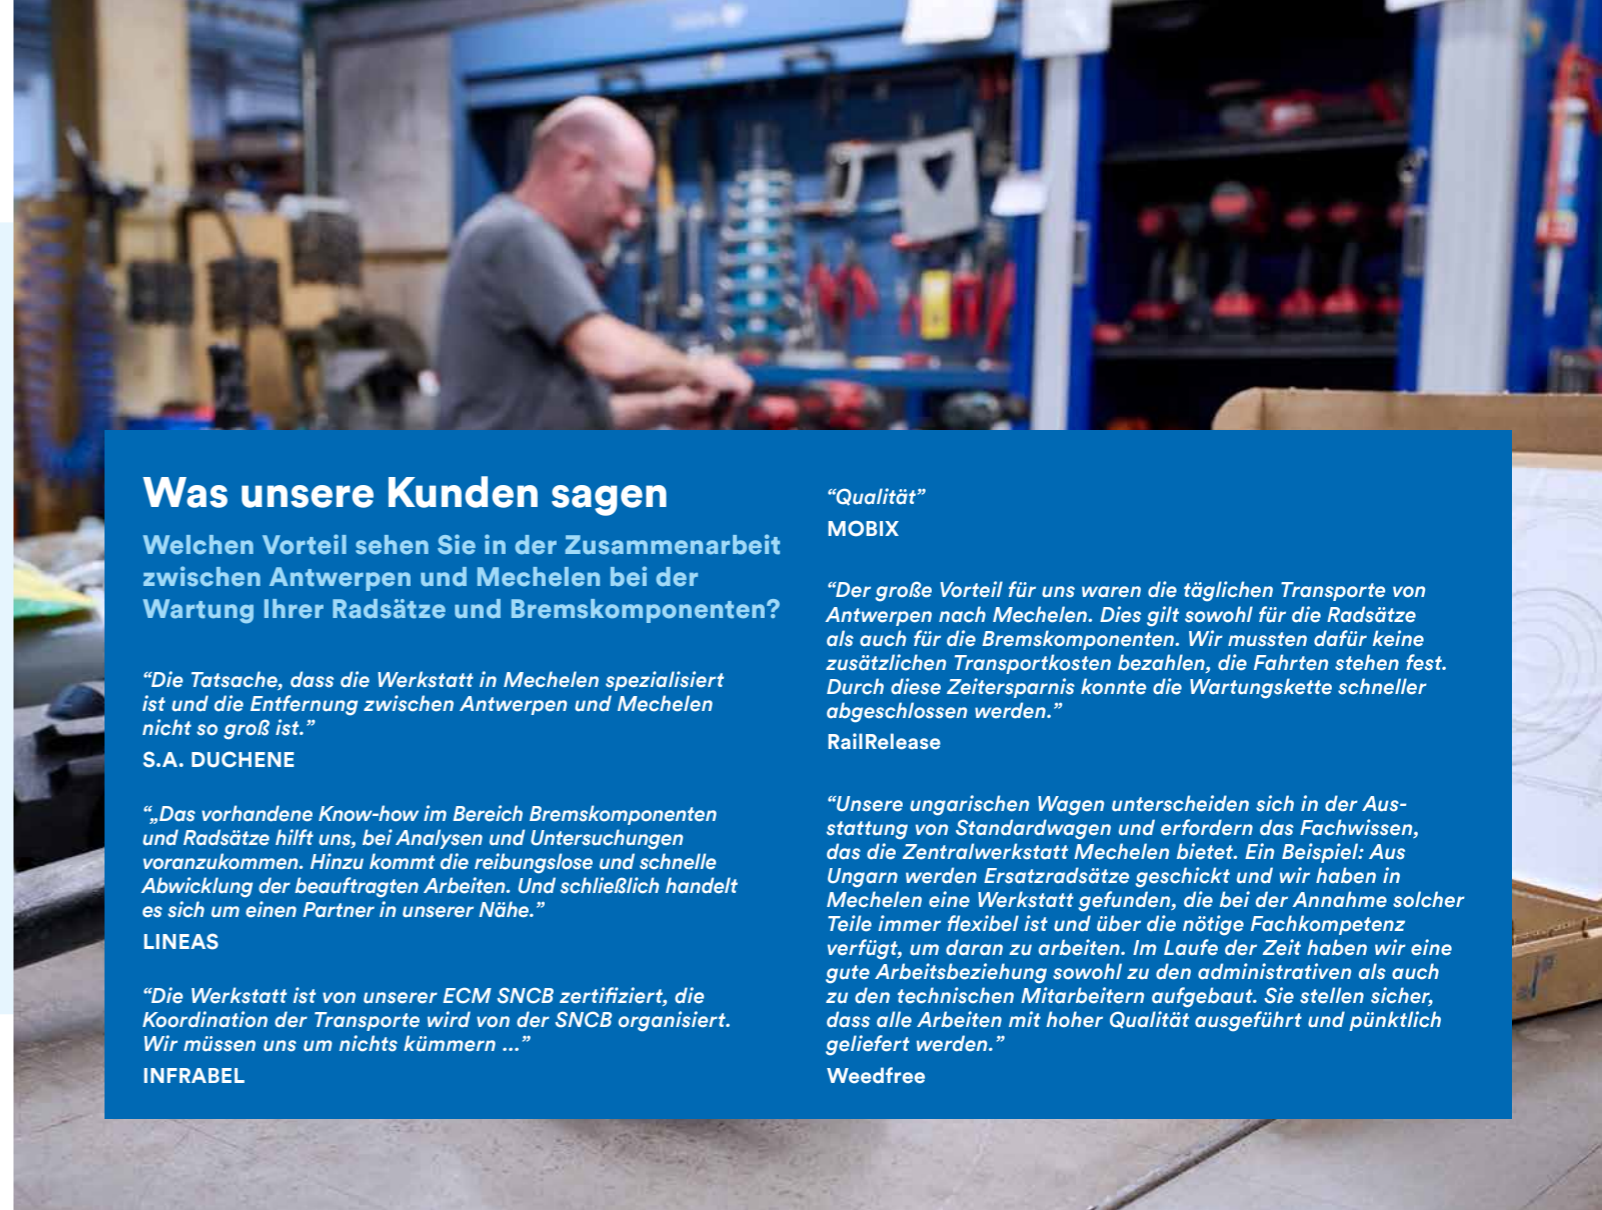 Was unsere Kunden sagen
Welchen Vorteil sehen Sie in der Zusammenarbeit
zwischen Antwerpen und Mechelen bei der
Wartung Ihrer Radsätze und Bremskomponenten?
“Die Tatsache, dass die Werkstatt in Mechelen spezialisiert
ist und die Entfernung zwischen Antwerpen und Mechelen
nicht so groß ist.”
S.A. DUCHENE
“„Das vorhandene Know-how im Bereich Bremskomponenten
und Radsätze hilft uns, bei Analysen und Untersuchungen
voranzukommen. Hinzu kommt die reibungslose und schnelle
Abwicklung der beauftragten Arbeiten. Und schließlich handelt
es sich um einen Partner in unserer Nähe.”
LINEAS
“Die Werkstatt ist von unserer ECM SNCB zertifiziert, die
Koordination der Transporte wird von der SNCB organisiert.
Wir müssen uns um nichts kümmern ...”
INFRABEL
“Qualität”
MOBIX
“Der große Vorteil für uns waren die täglichen Transporte von
Antwerpen nach Mechelen. Dies gilt sowohl für die Radsätze
als auch für die Bremskomponenten. Wir mussten dafür keine
zusätzlichen Transportkosten bezahlen, die Fahrten stehen fest.
Durch diese Zeitersparnis konnte die Wartungskette schneller
abgeschlossen werden.”
RailRelease
“Unsere ungarischen Wagen unterscheiden sich in der Aus-
stattung von Standardwagen und erfordern das Fachwissen,
das die Zentralwerkstatt Mechelen bietet. Ein Beispiel: Aus
Ungarn werden Ersatzradsätze geschickt und wir haben in
Mechelen eine Werkstatt gefunden, die bei der Annahme solcher
Teile immer flexibel ist und über die nötige Fachkompetenz
verfügt, um daran zu arbeiten. Im Laufe der Zeit haben wir eine
gute Arbeitsbeziehung sowohl zu den administrativen als auch
zu den technischen Mitarbeitern aufgebaut. Sie stellen sicher,
dass alle Arbeiten mit hoher Qualität ausgeführt und pünktlich
geliefert werden.”
Weedfree